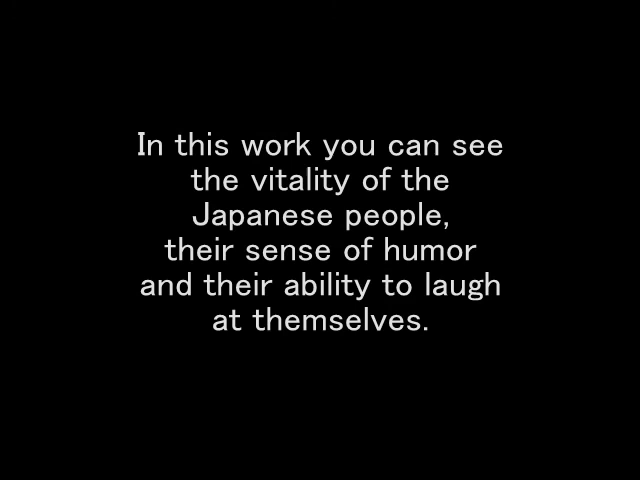 In this work you can see
the vitality of the
Japanese people,
their sense of humor
and their ability to laugh
at themselves.